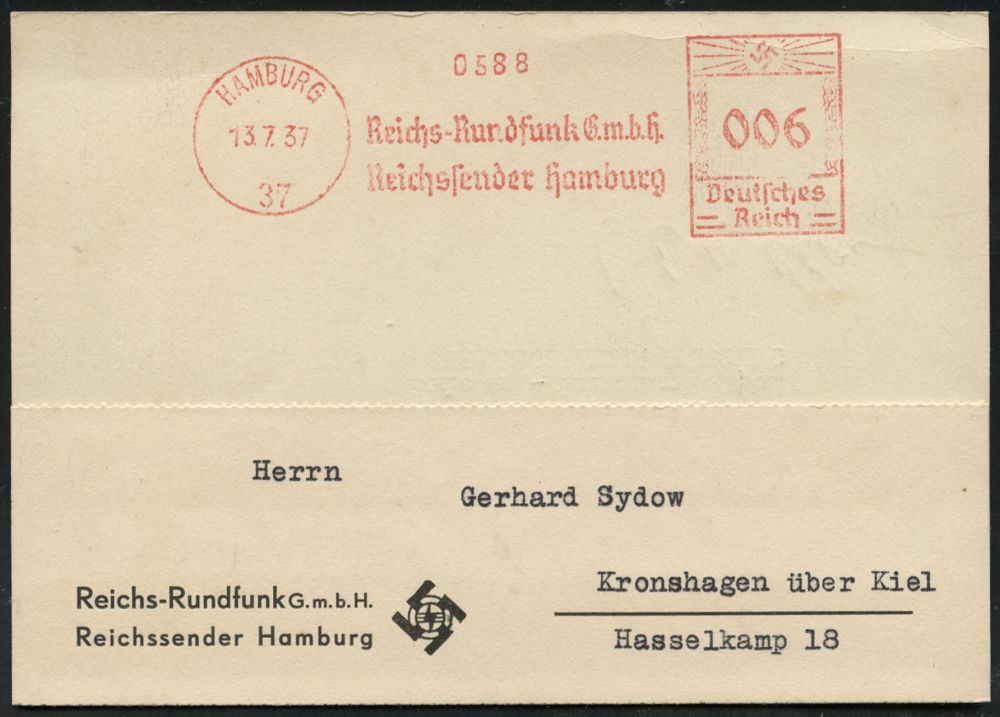 HAMBURG
13.7.37
37
0588
Reichs-Rundfunk G.m.b.H.
Reichssender Hamburg
006
Deutsches
Reich
Herrn
Gerhard Sydow
Kronshagen über Kiel
Hasselkamp 18
Reichs-Rundfunk G.m.b.H.
Reichssender Hamburg